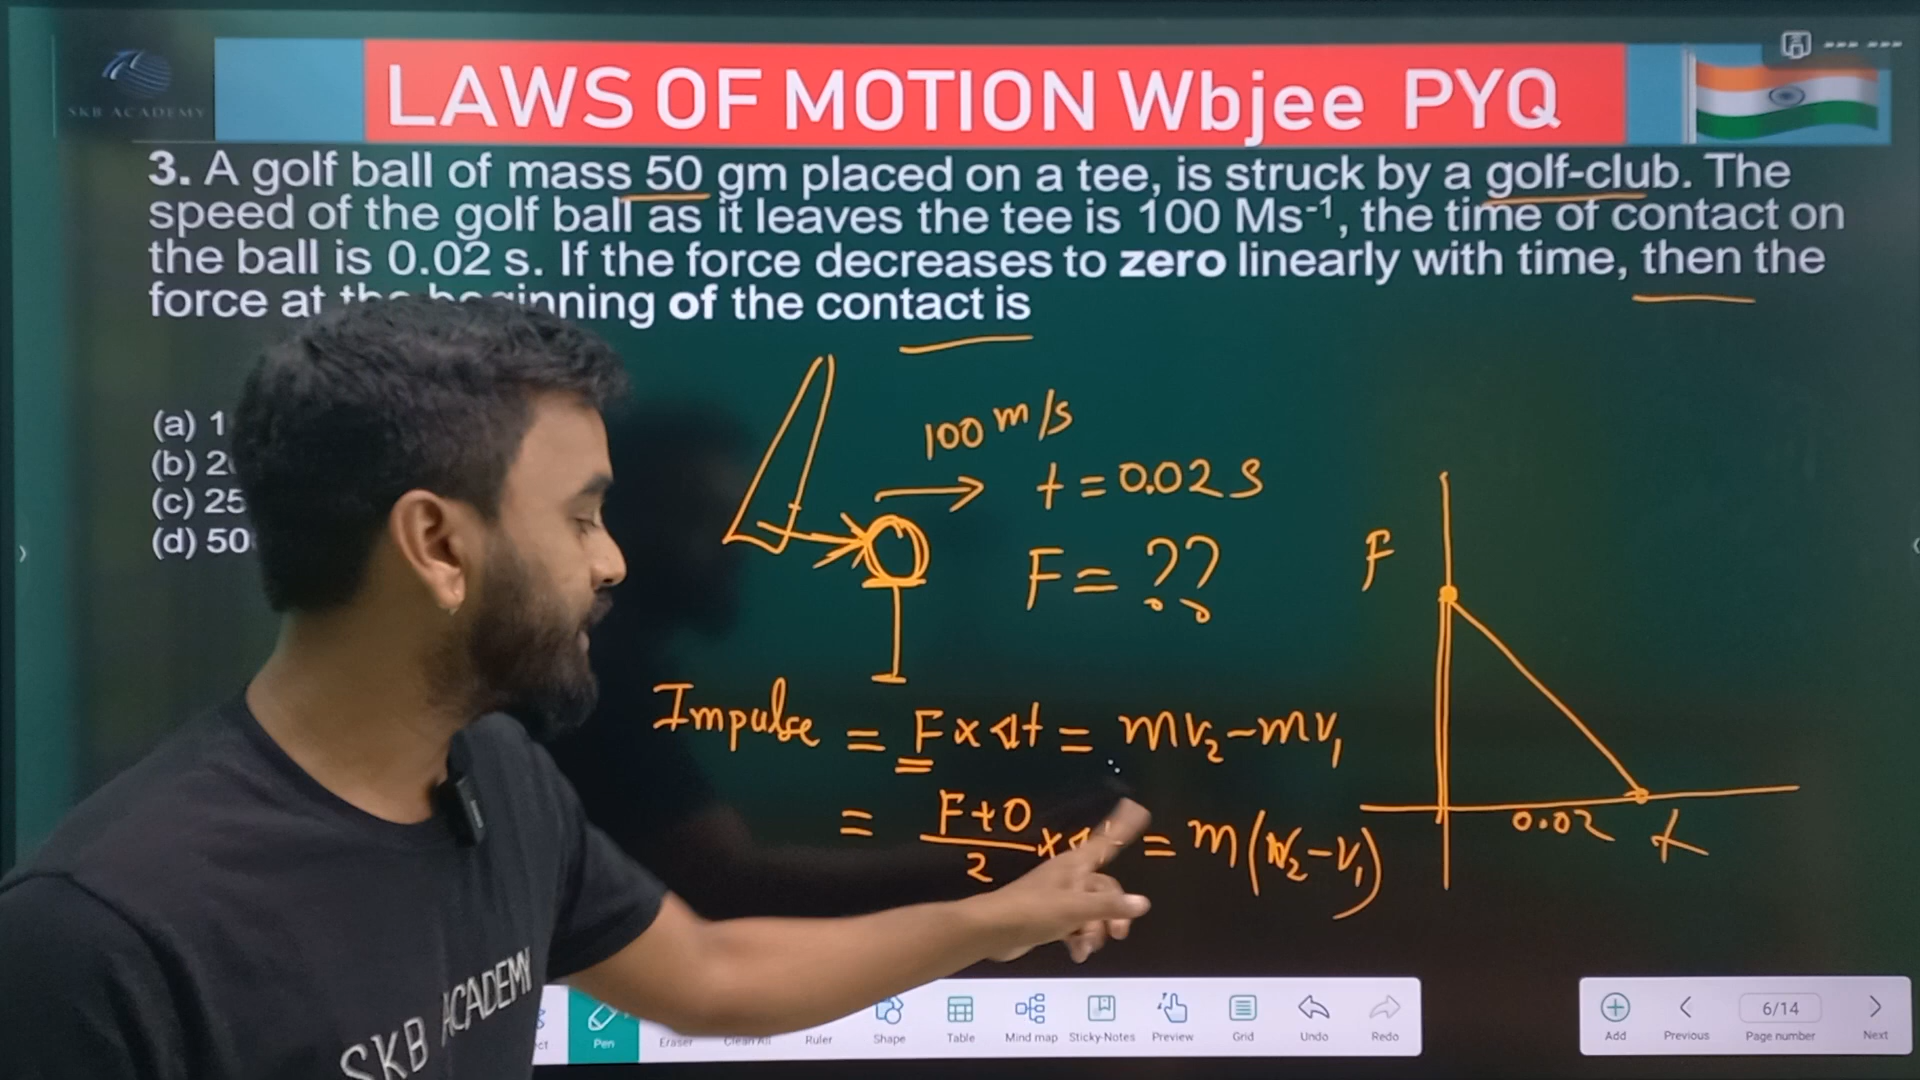 SKB ACADEMY
LAWS OF MOTION Wbjee PYQ
3. A golf ball of mass 50 gm placed on a tee, is struck by a golf-club. The
speed of the golf ball as it leaves the tee is 100 Ms-1, the time of contact on
the ball is 0.02 s. If the force decreases to zero linearly with time, then the
force at the beginning of the contact is
(a) 1
(b) 2
(c) 25
(d) 50
100 m/s
t = 0.02 S
F = ??
F
Impulse = F x Δt = mv2 - mv1
= F+0/2 x Δt = m(v2 - v1)
0.02 t
SKB ACADEMY
Pen Eraser Clean All Ruler Shape Table Mind map Sticky-Notes Preview Grid Undo Redo
Add Previous 6/14 Page number Next